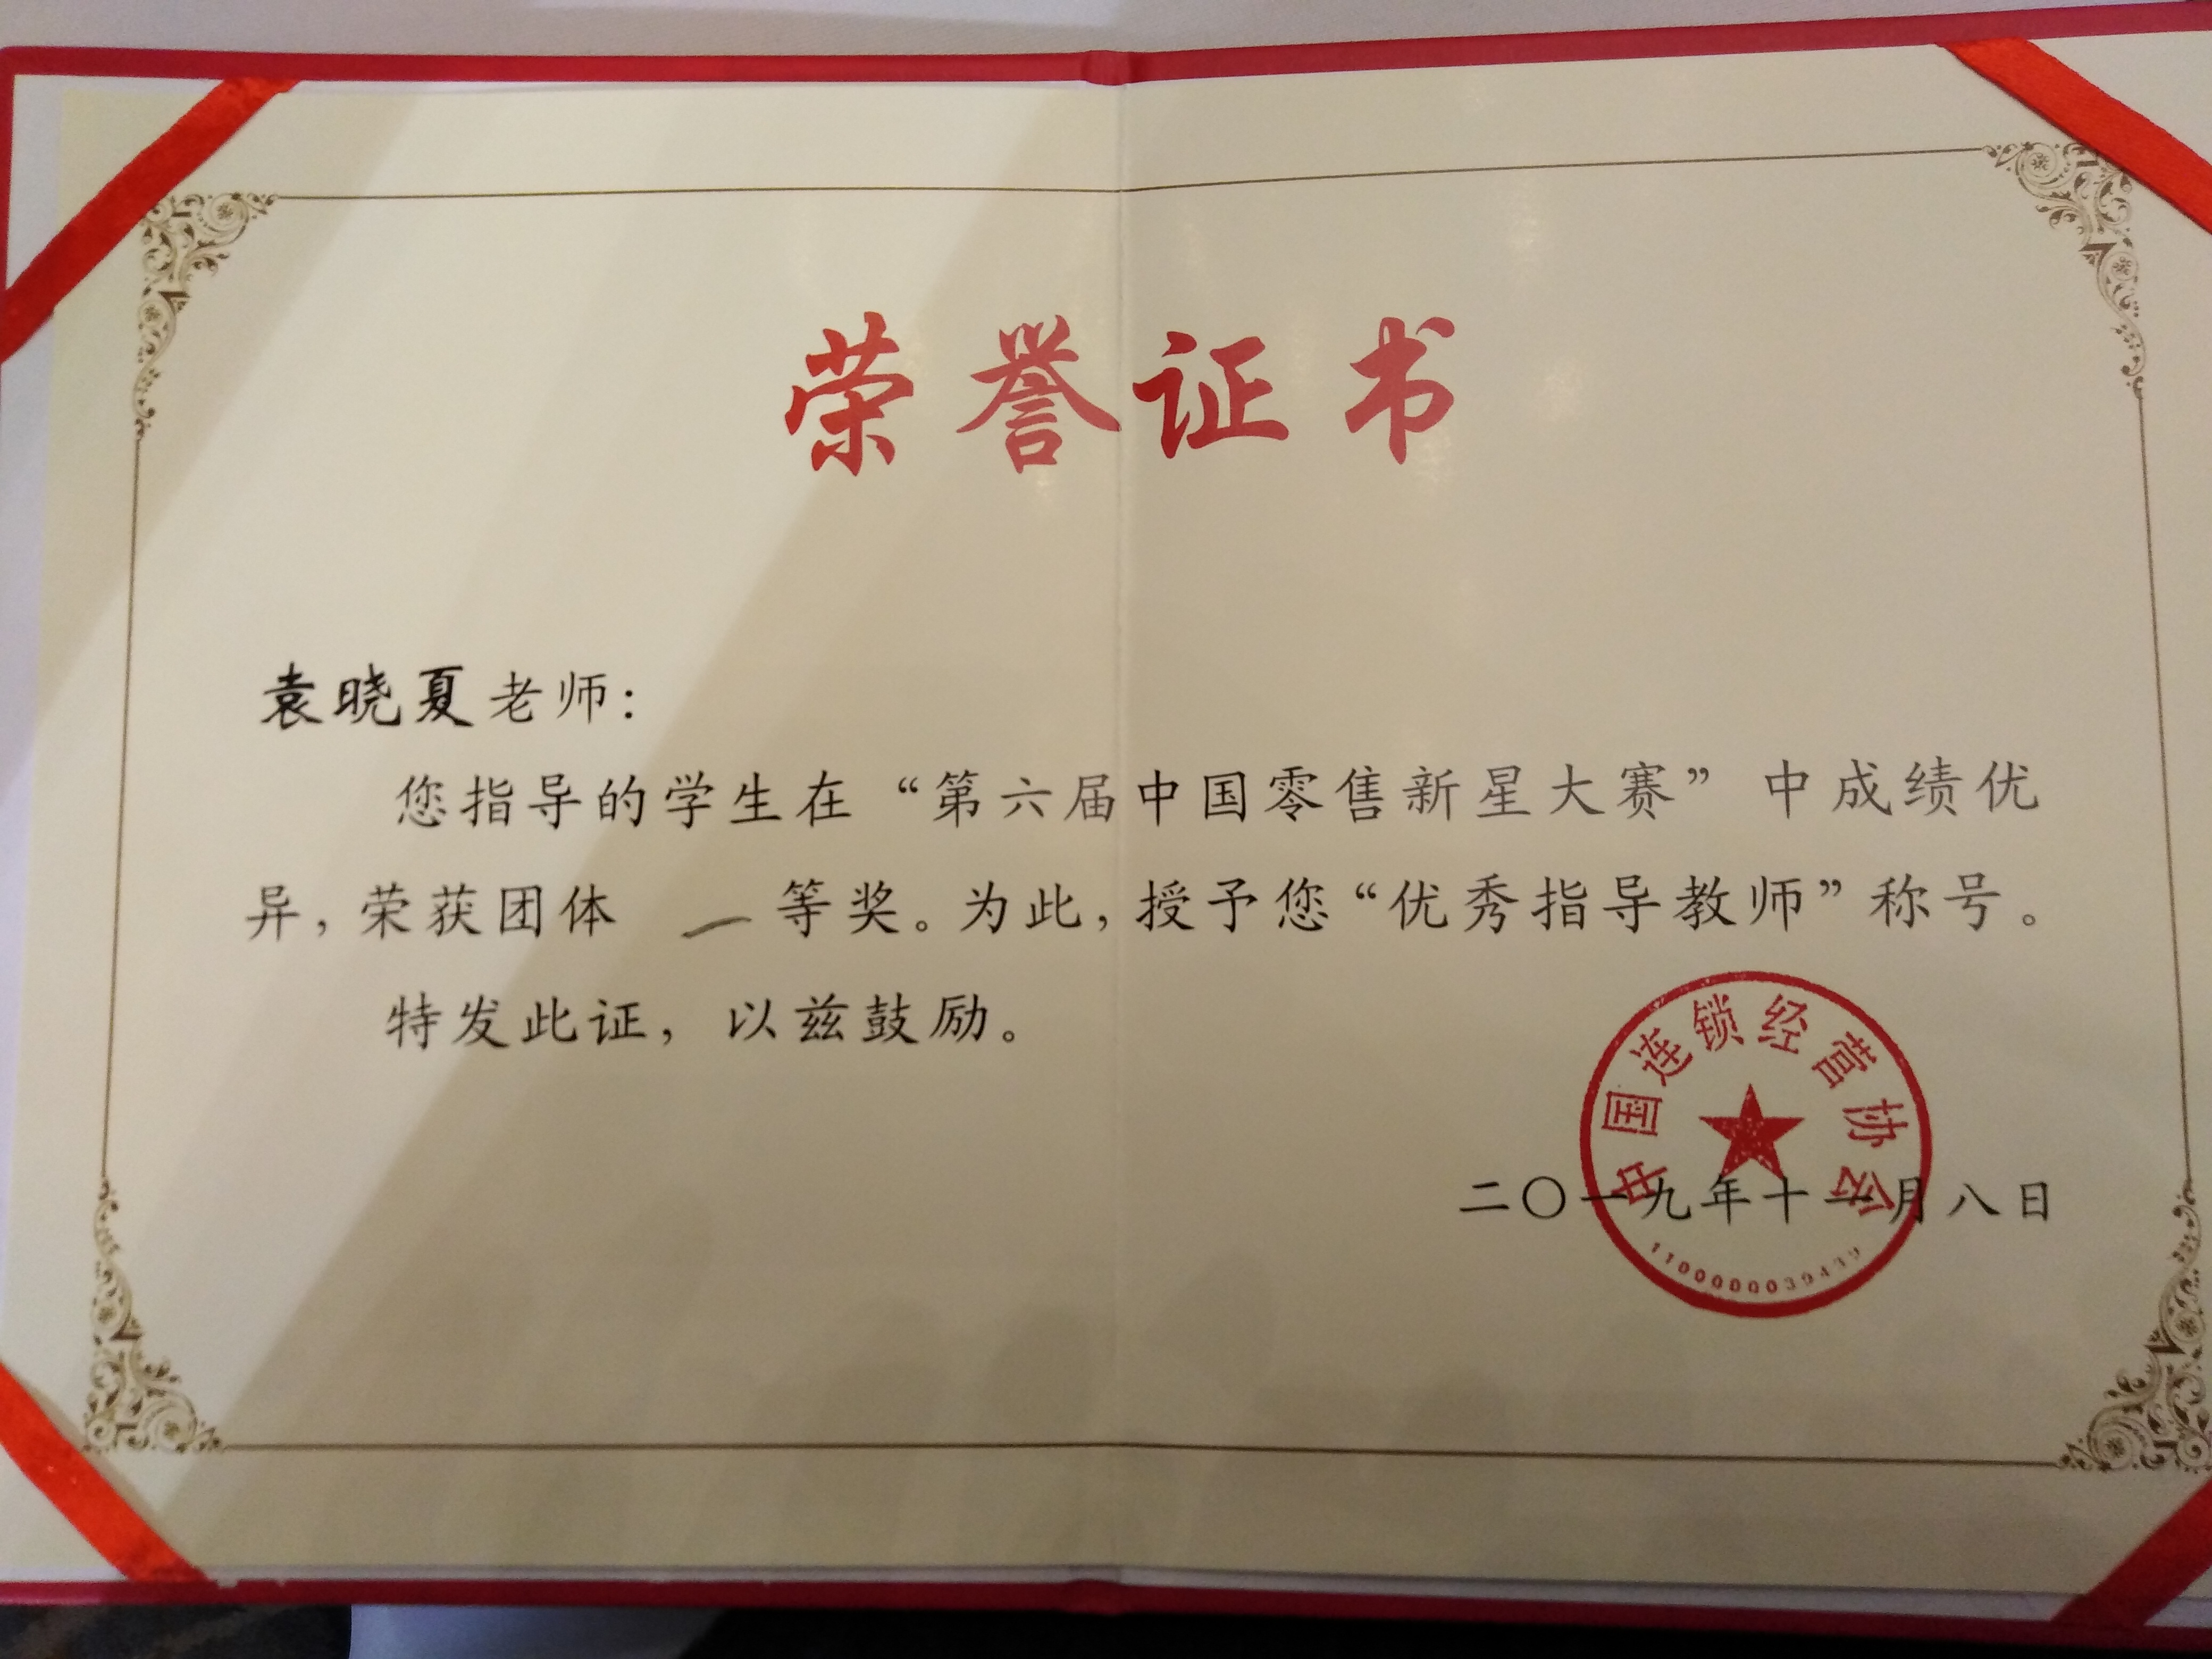 荣誉证书
袁晓夏老师：
您指导的学生在“第六届中国零售新星大赛”中成绩优
异，荣获团体 一等奖。为此，授予您“优秀指导教师”称号。
特发此证，以兹鼓励。
中国连锁经营协会
二〇一九年十一月八日